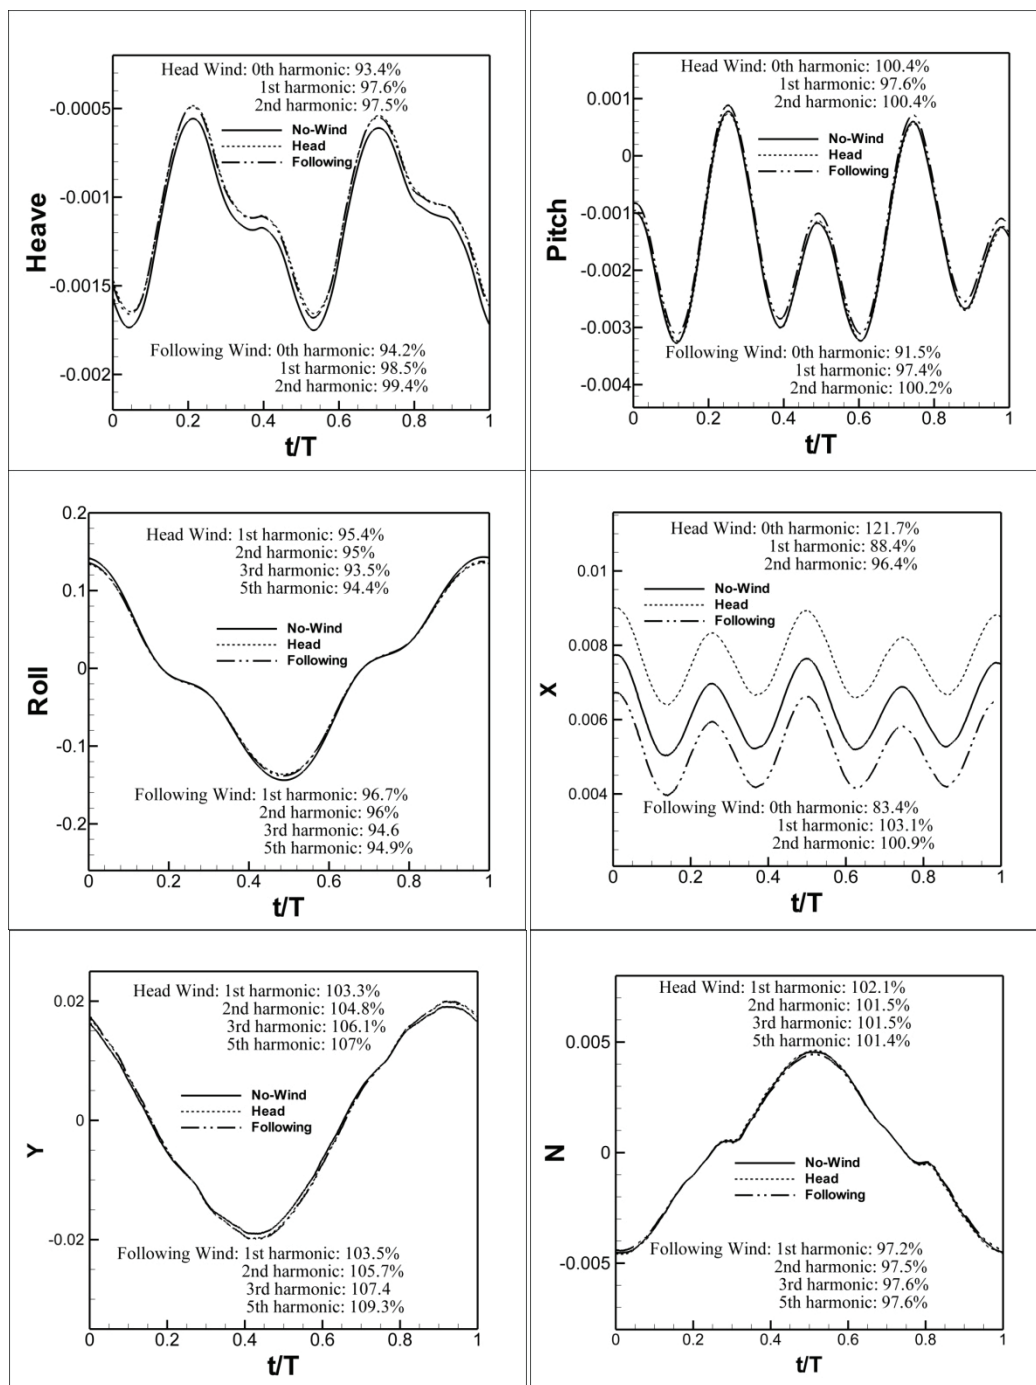 Head Wind: 0th harmonic: 93.4%
1st harmonic: 97.6%
2nd harmonic: 97.5%
No-Wind
Head
Following
-0.0005
-0.001
-0.0015
-0.002
Heave
Following Wind: 0th harmonic: 94.2%
1st harmonic: 98.5%
2nd harmonic: 99.4%
0 0.2 0.4 0.6 0.8 1
t/T
Head Wind: 0th harmonic: 100.4%
1st harmonic: 97.6%
2nd harmonic: 100.4%
No-Wind
Head
Following
0.001
0
-0.001
-0.002
-0.003
-0.004
Pitch
Following Wind: 0th harmonic: 91.5%
1st harmonic: 97.4%
2nd harmonic: 100.2%
0 0.2 0.4 0.6 0.8 1
t/T
Head Wind: 1st harmonic: 95.4%
2nd harmonic: 95%
3rd harmonic: 93.5%
5th harmonic: 94.4%
No-Wind
Head
Following
0.2
0.1
0
-0.1
-0.2
Roll
Following Wind: 1st harmonic: 96.7%
2nd harmonic: 96%
3rd harmonic: 94.6
5th harmonic: 94.9%
0 0.2 0.4 0.6 0.8 1
t/T
Head Wind: 0th harmonic: 121.7%
1st harmonic: 88.4%
2nd harmonic: 96.4%
No-Wind
Head
Following
0.01
0.008
0.006
0.004
X
Following Wind: 0th harmonic: 83.4%
1st harmonic: 103.1%
2nd harmonic: 100.9%
0 0.2 0.4 0.6 0.8 1
t/T
Head Wind: 1st harmonic: 103.3%
2nd harmonic: 104.8%
3rd harmonic: 106.1%
5th harmonic: 107%
No-Wind
Head
Following
0.02
0
-0.02
Y
Following Wind: 1st harmonic: 103.5%
2nd harmonic: 105.7%
3rd harmonic: 107.4
5th harmonic: 109.3%
0 0.2 0.4 0.6 0.8 1
t/T
Head Wind: 1st harmonic: 102.1%
2nd harmonic: 101.5%
3rd harmonic: 101.5%
5th harmonic: 101.4%
No-Wind
Head
Following
0.005
0
-0.005
N
Following Wind: 1st harmonic: 97.2%
2nd harmonic: 97.5%
3rd harmonic: 97.6%
5th harmonic: 97.6%
0 0.2 0.4 0.6 0.8 1
t/T